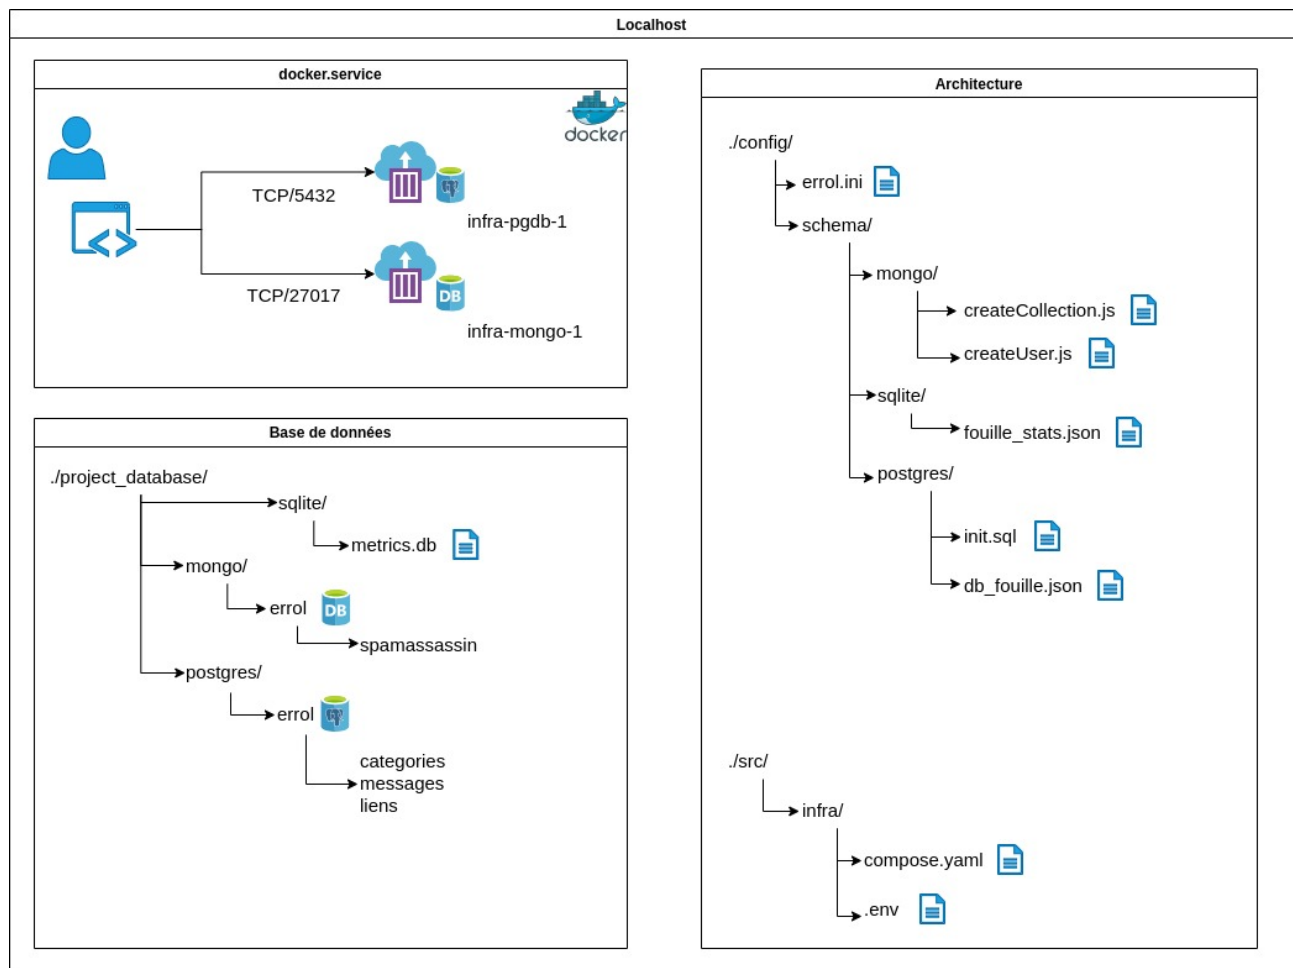 Localhost
docker.service
docker
TCP/5432
infra-pgdb-1
TCP/27017
DB
infra-mongo-1
Base de données
./project_database/
sqlite/
metrics.db
mongo/
errol
DB
spamassassin
postgres/
errol
categories
messages
liens
Architecture
./config/
errol.ini
schema/
mongo/
createCollection.js
createUser.js
sqlite/
fouille_stats.json
postgres/
init.sql
db_fouille.json
./src/
infra/
compose.yaml
.env